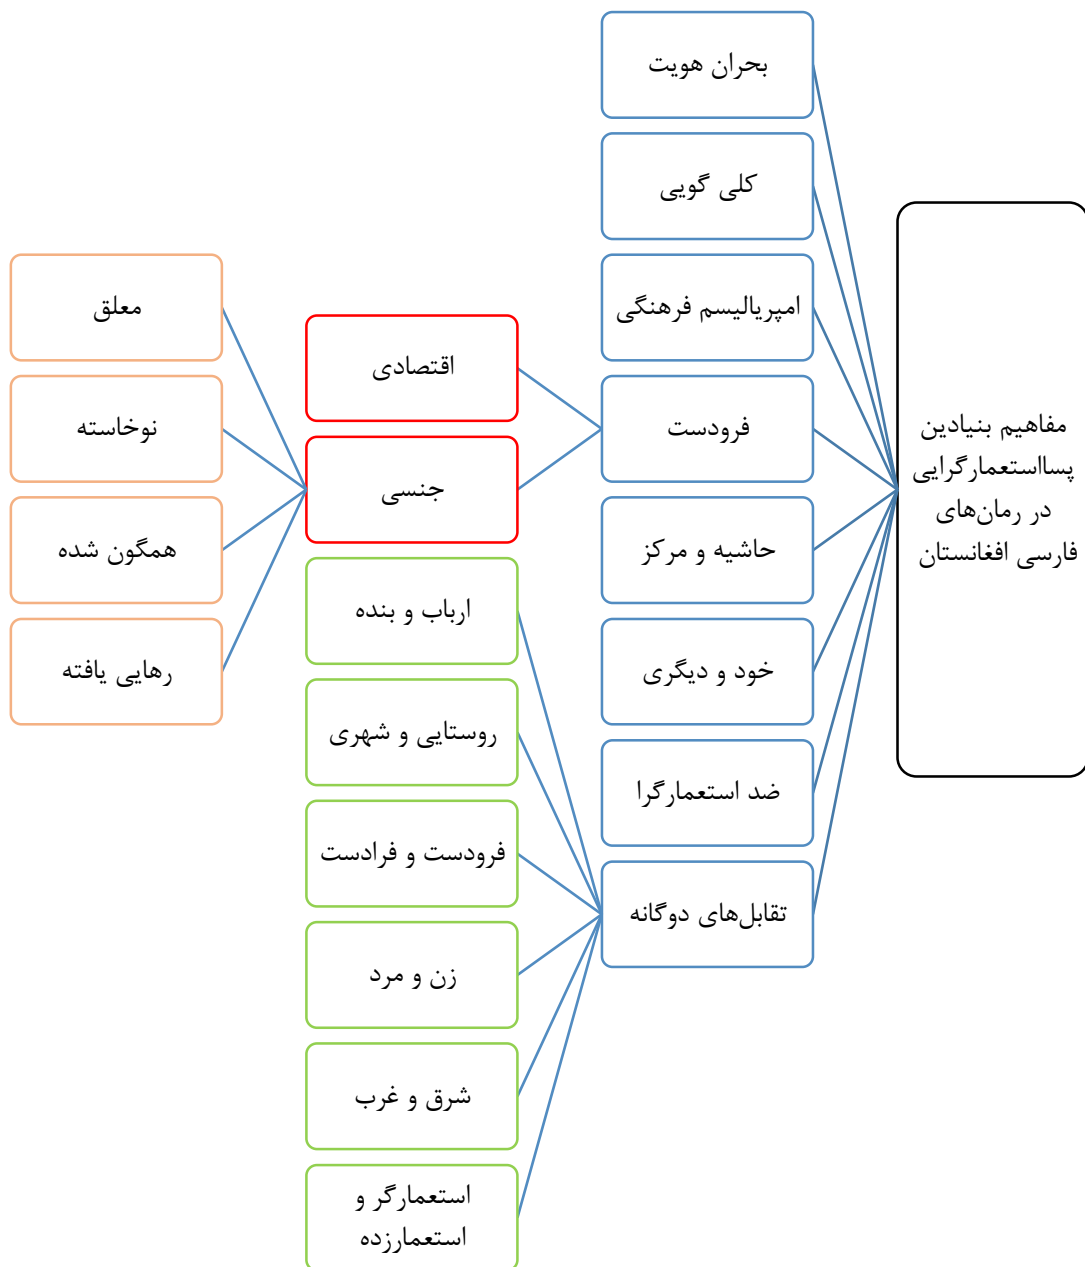 مفاهیم بنیادین
پسااستعمارگرایی
در رمان‌های
فارسی افغانستان
بحران هویت
کلی گویی
امپریالیسم فرهنگی
فرودست
حاشیه و مرکز
خود و دیگری
ضد استعمارگرا
تقابل‌های دوگانه
اقتصادی
جنسی
ارباب و بنده
روستایی و شهری
فرودست و فرادست
زن و مرد
شرق و غرب
استعمارگر و
استعمارزده
معلق
نوخاسته
همگون شده
رهایی یافته